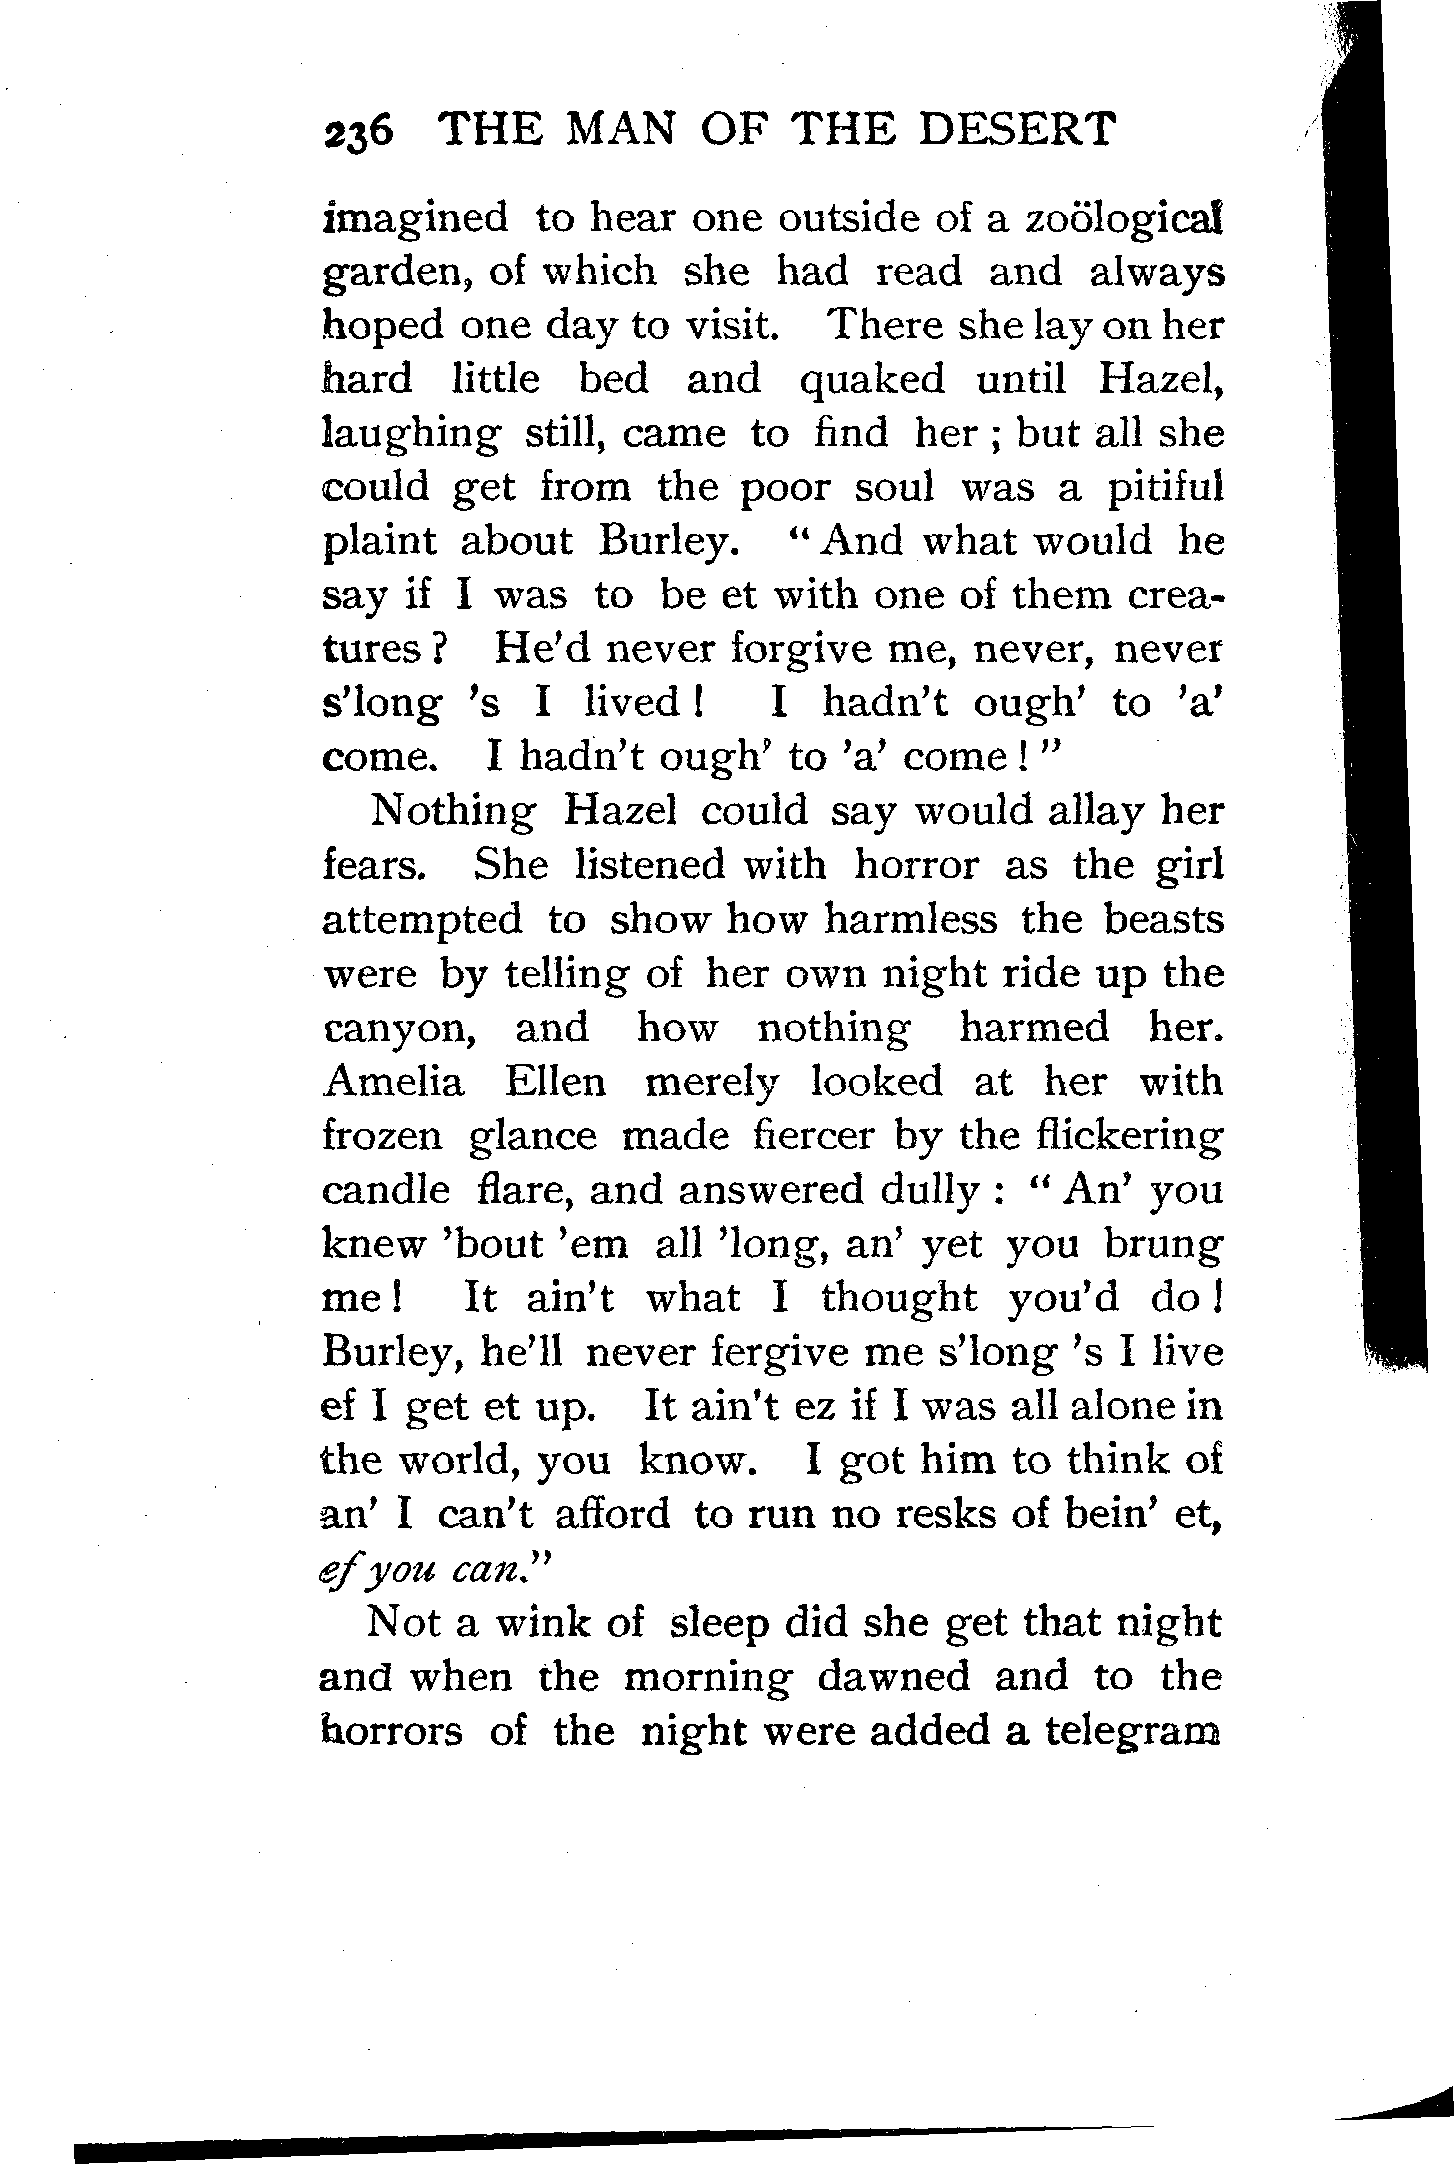 236 THE MAN OF THE DESERT
imagined to hear one outside of a zoölogical
garden, of which she had read and always
hoped one day to visit. There she lay on her
hard little bed and quaked until Hazel,
laughing still, came to find her ; but all she
could get from the poor soul was a pitiful
plaint about Burley. “ And what would he
say if I was to be et with one of them crea-
tures ? He’d never forgive me, never, never
s’long ’s I lived ! I hadn’t ough’ to ’a’
come. I hadn’t ough’ to ’a’ come ! ”
Nothing Hazel could say would allay her
fears. She listened with horror as the girl
attempted to show how harmless the beasts
were by telling of her own night ride up the
canyon, and how nothing harmed her.
Amelia Ellen merely looked at her with
frozen glance made fiercer by the flickering
candle flare, and answered dully : “ An’ you
knew ’bout ’em all ’long, an’ yet you brung
me ! It ain’t what I thought you’d do !
Burley, he’ll never fergive me s’long ’s I live
ef I get et up. It ain’t ez if I was all alone in
the world, you know. I got him to think of
an’ I can’t afford to run no resks of bein’ et,
ef you can.”
Not a wink of sleep did she get that night
and when the morning dawned and to the
horrors of the night were added a telegram